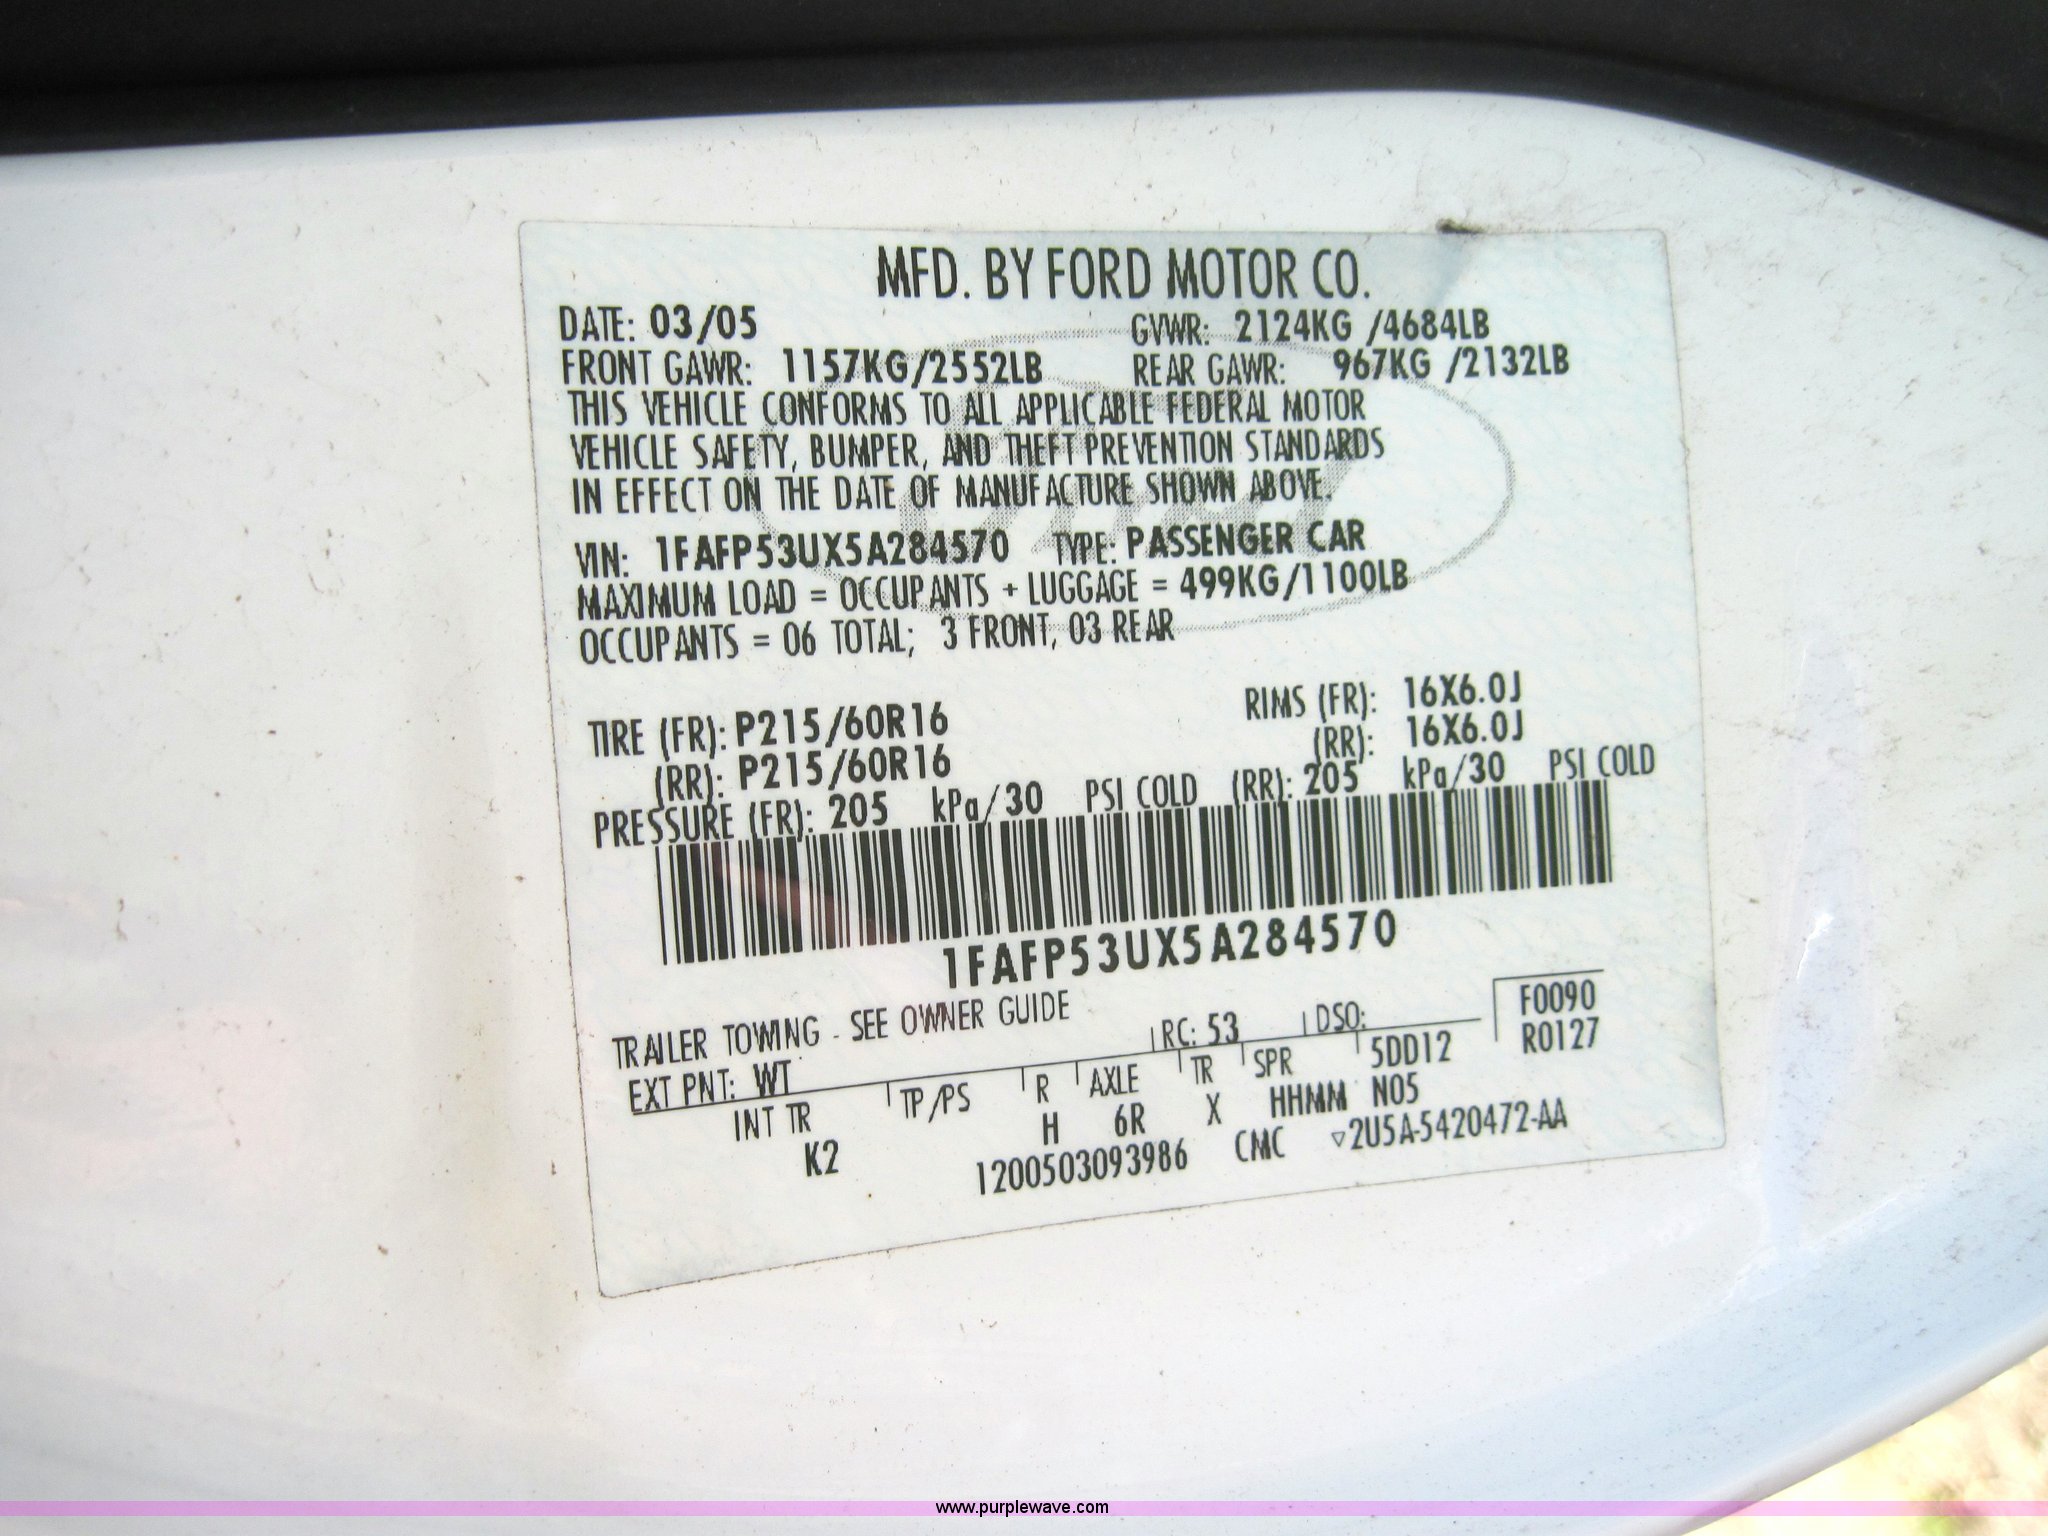 MFD. BY FORD MOTOR CO.
DATE: 03/05 GVWR: 2124KG /4684LB
FRONT GAWR: 1157KG/2552LB REAR GAWR: 967KG /2132LB
THIS VEHICLE CONFORMS TO ALL APPLICABLE FEDERAL MOTOR
VEHICLE SAFETY, BUMPER, AND THEFT PREVENTION STANDARDS
IN EFFECT ON THE DATE OF MANUFACTURE SHOWN ABOVE.
VIN: 1FAFP53UX5A284570 TYPE: PASSENGER CAR
MAXIMUM LOAD = OCCUPANTS + LUGGAGE = 499KG/1100LB
OCCUPANTS = 06 TOTAL; 3 FRONT, 03 REAR
TIRE (FR): P215/60R16 RIMS (FR): 16X6.0J
(RR): P215/60R16 (RR): 16X6.0J
PRESSURE (FR): 205 kPa/30 PSI COLD (RR): 205 kPa/30 PSI COLD
1FAFP53UX5A284570
TRAILER TOWING - SEE OWNER GUIDE
EXT PNT: WT RC: 53 DSO: F0090
INT TR TP/PS R AXLE TR SPR 5DD12 R0127
K2 H 6R X HHMM N05
1200503093986 CMC ▽2U5A-5420472-AA
www.purplewave.com